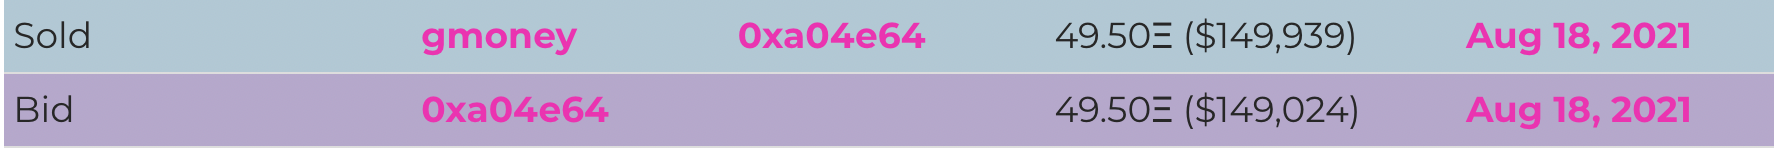 Sold gmoney 0xa04e64 49.50Ξ ($149,939) Aug 18, 2021
Bid 0xa04e64 49.50Ξ ($149,024) Aug 18, 2021